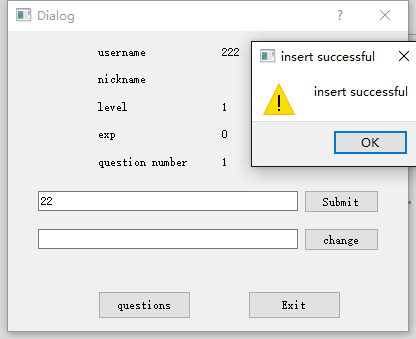 Dialog
username 222
nickname
level 1
exp 0
question number 1
22 Submit
change
questions Exit
insert successful
insert successful
OK